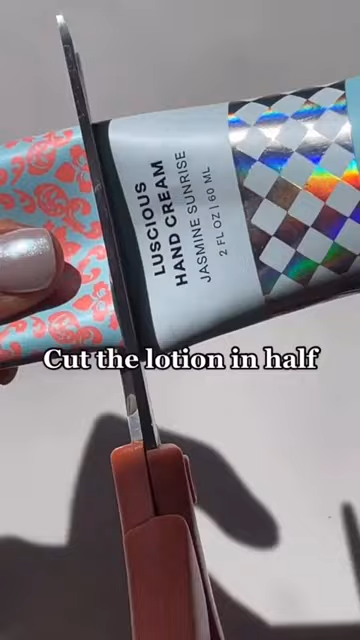 LUSCIOUS
HAND CREAM
JASMINE SUNRISE
2 FL OZ | 60 ML
Cut the lotion in half